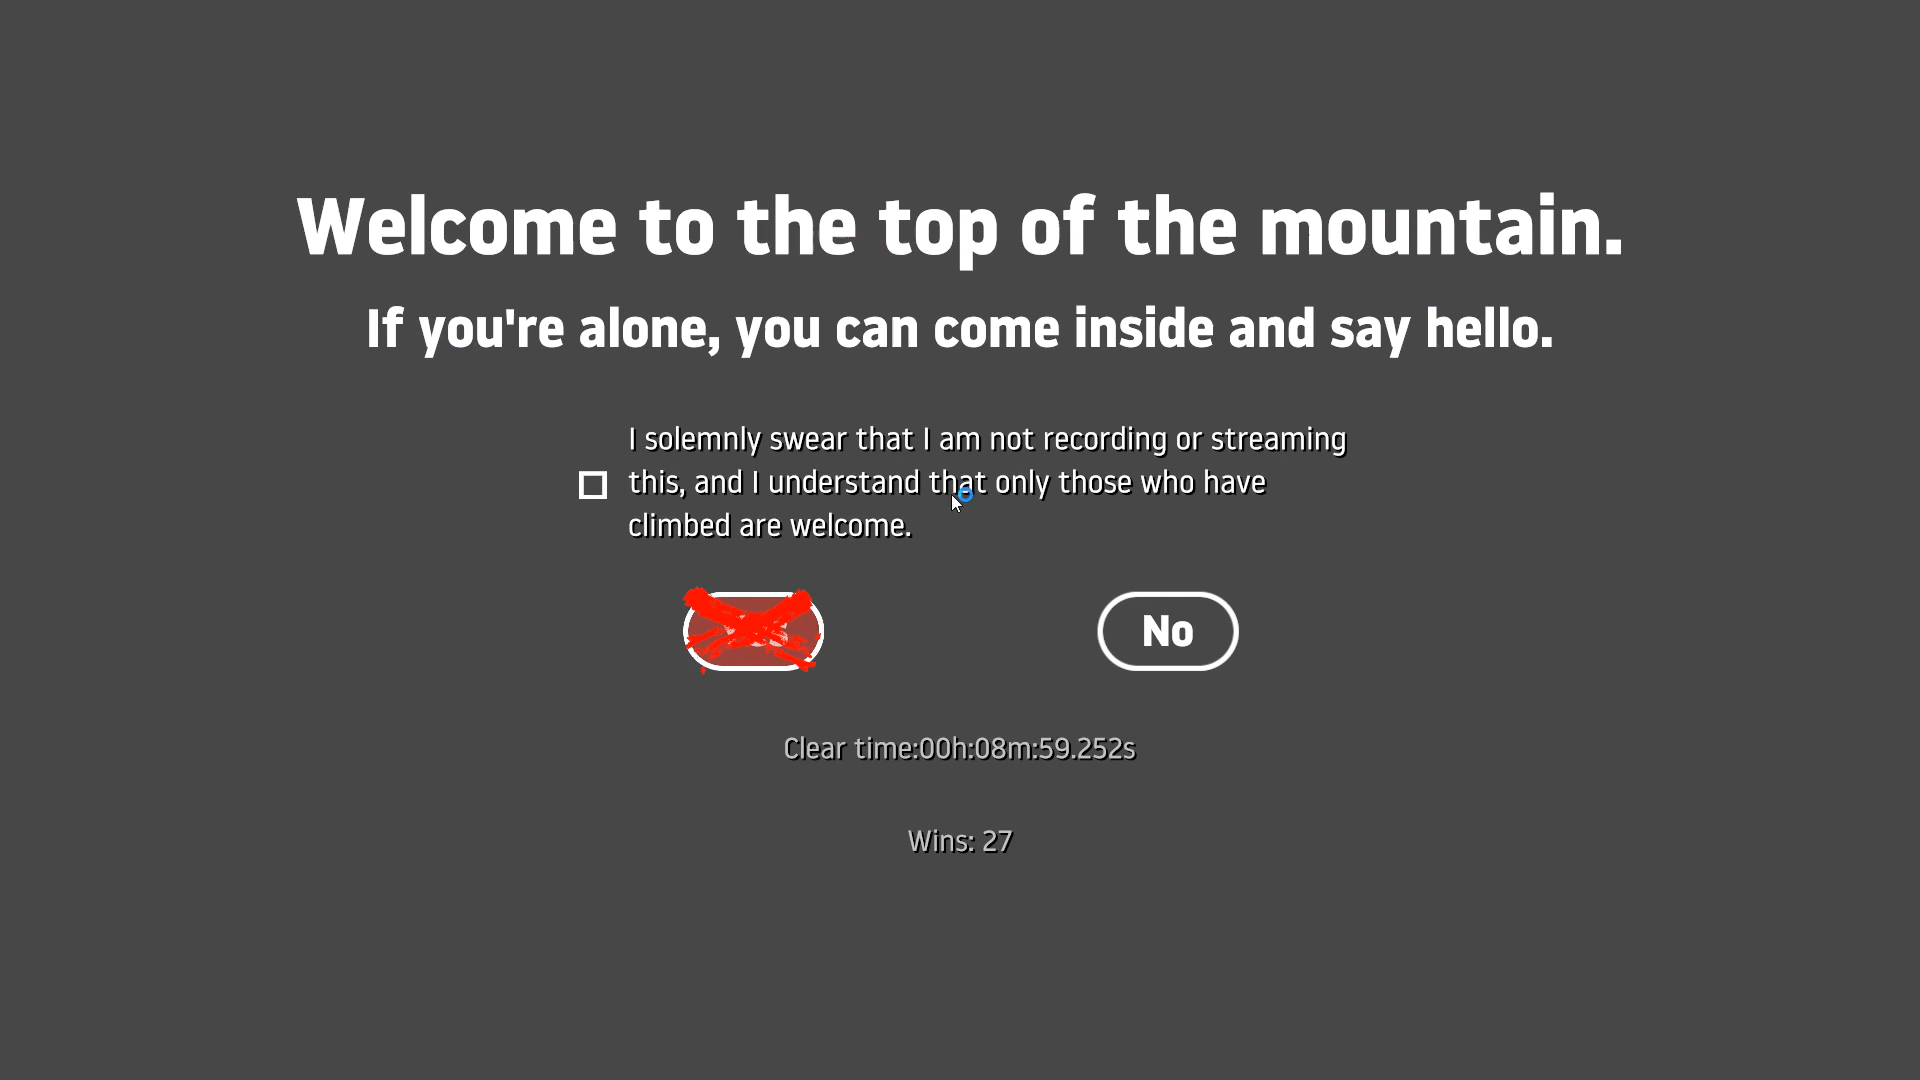 Welcome to the top of the mountain.
If you're alone, you can come inside and say hello.
I solemnly swear that I am not recording or streaming
this, and I understand that only those who have
climbed are welcome.
No
Clear time:00h:08m:59.252s
Wins: 27